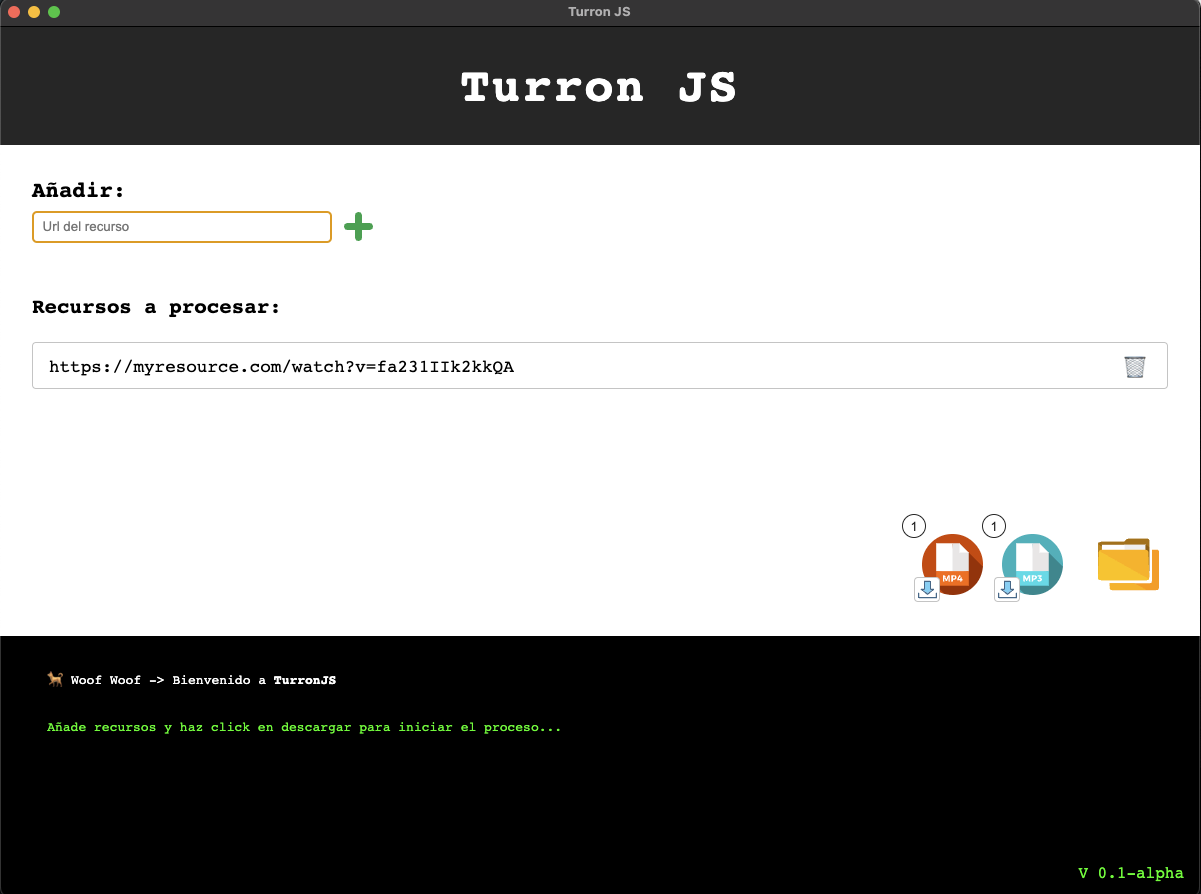 Turron JS
Turron JS
Añadir:
Url del recurso
Recursos a procesar:
https://myresource.com/watch?v=fa231IIk2kkQA
1
1
MP4
MP3
Woof Woof -> Bienvenido a TurronJS
Añade recursos y haz click en descargar para iniciar el proceso...
V 0.1-alpha